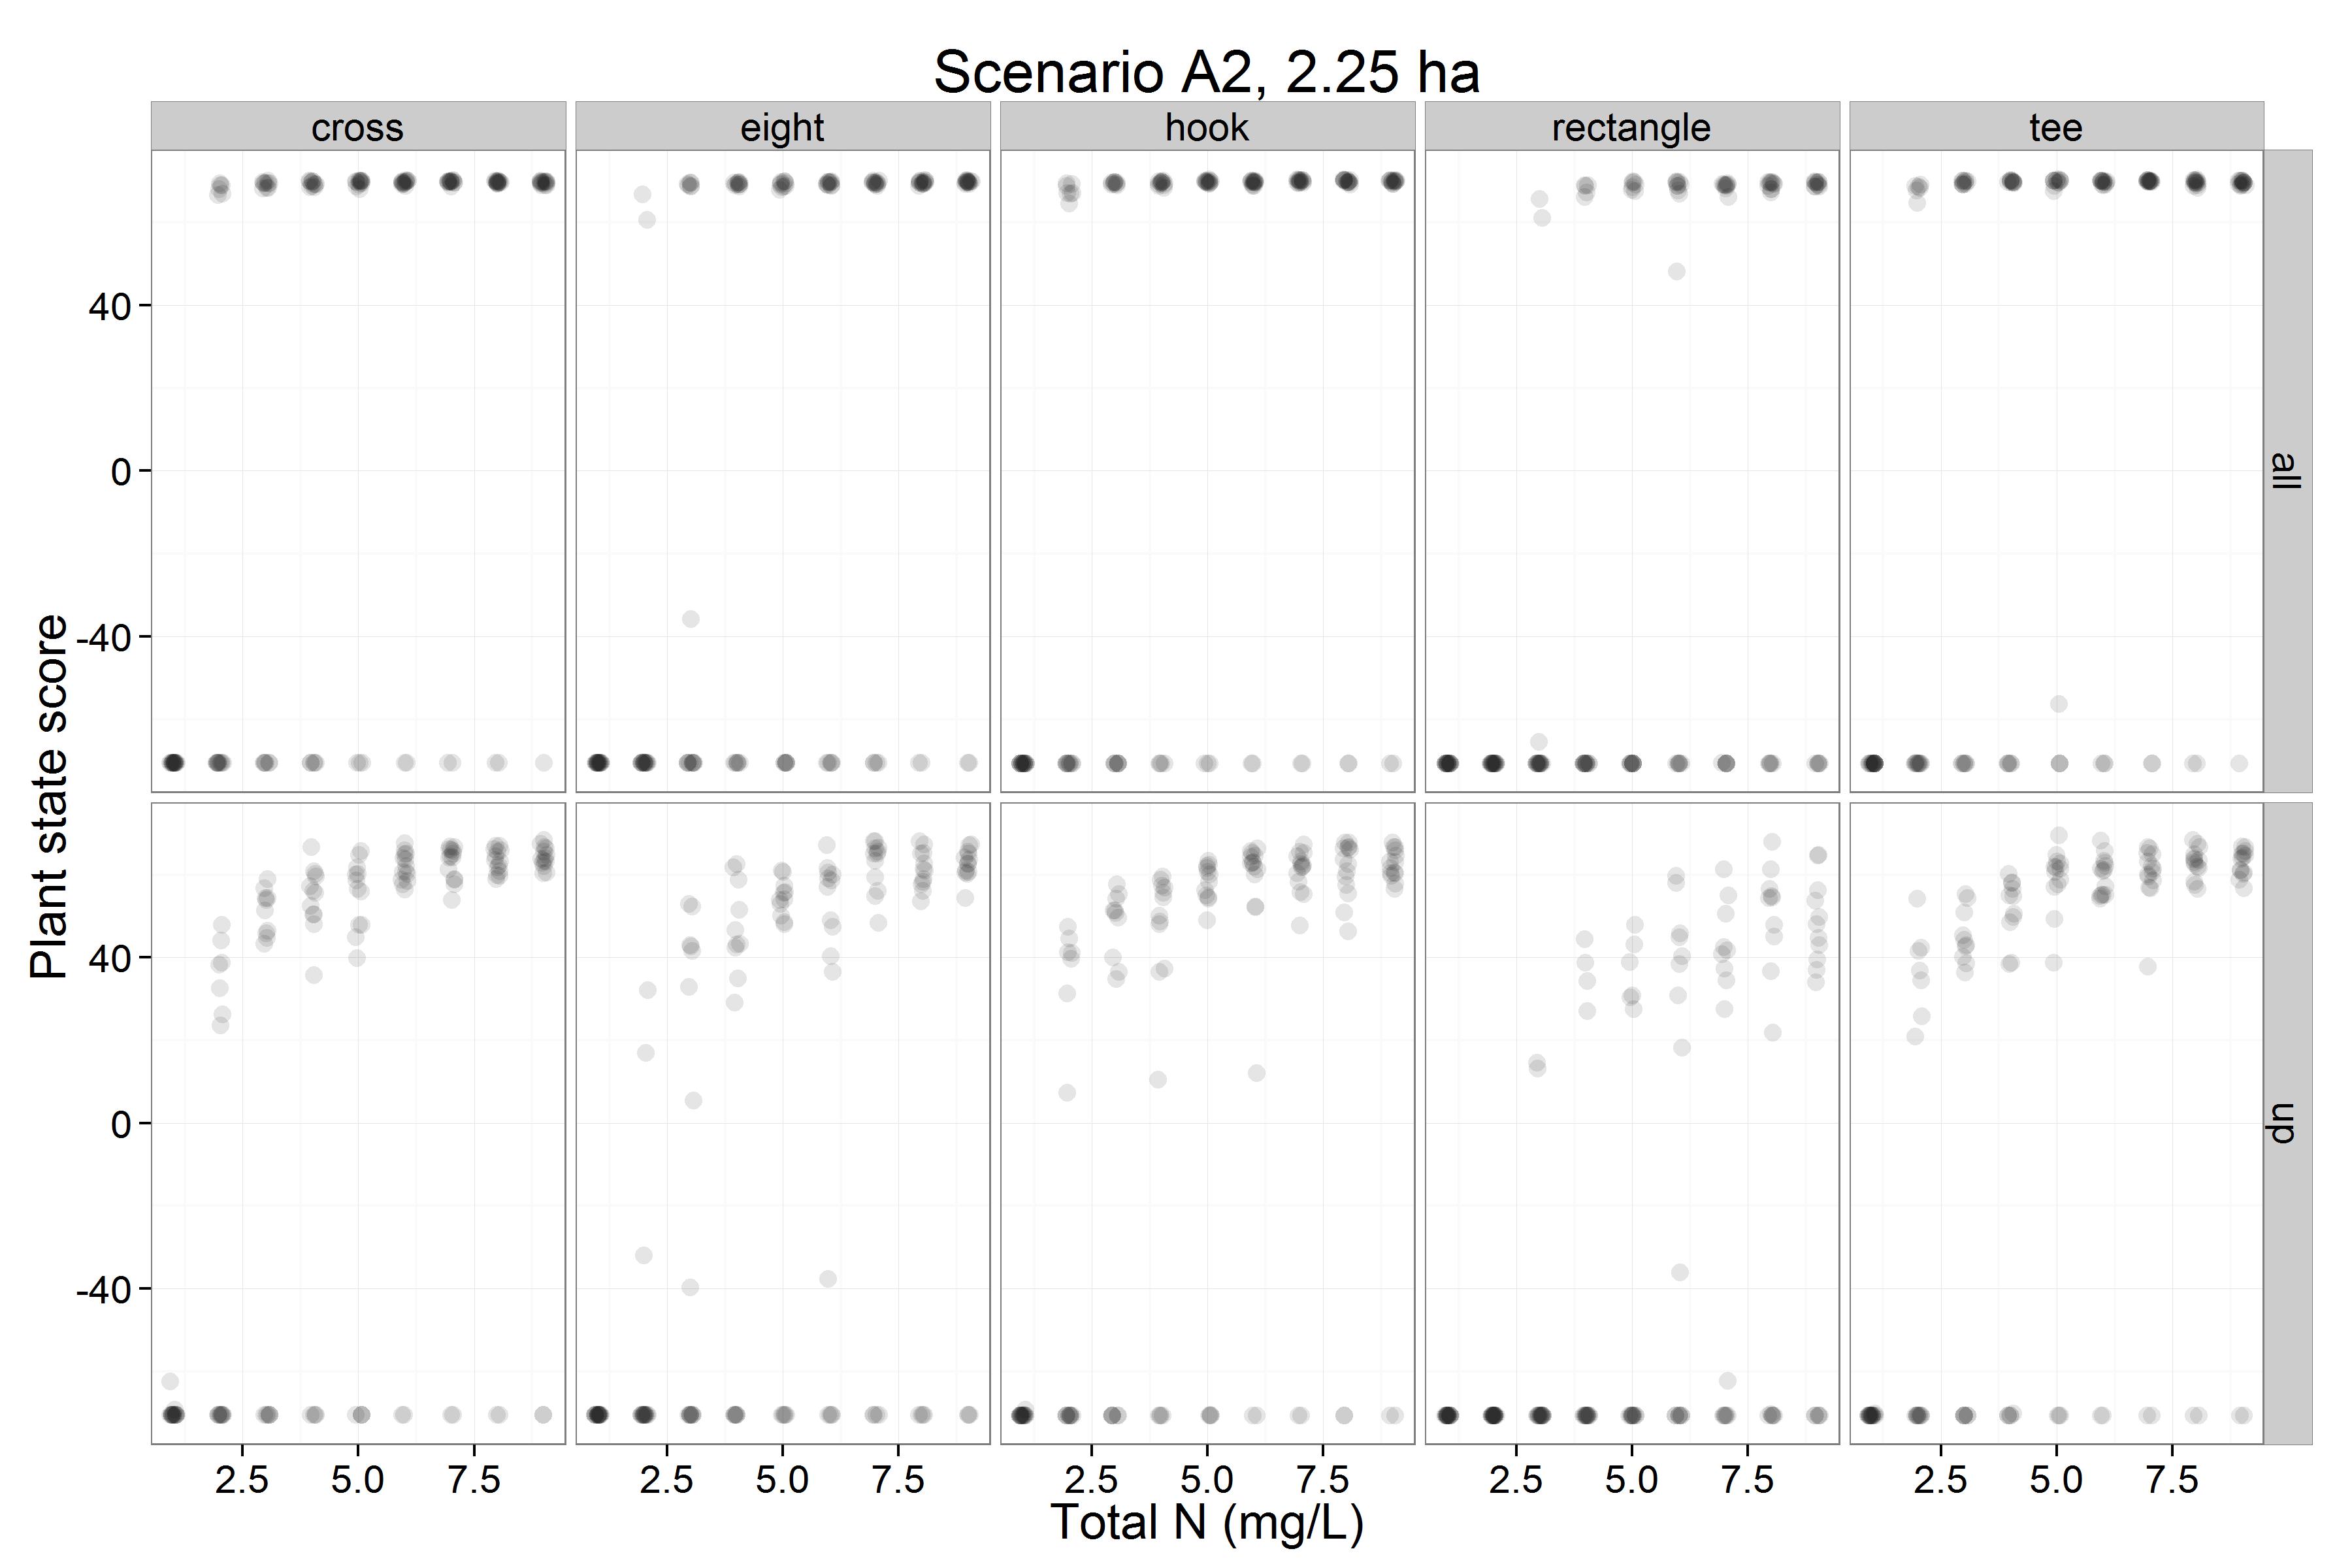 Scenario A2, 2.25 ha
cross eight hook rectangle tee
40
0
-40
all
40
0
-40
up
Plant state score
2.5 5.0 7.5 2.5 5.0 7.5 2.5 5.0 7.5 2.5 5.0 7.5 2.5 5.0 7.5
Total N (mg/L)